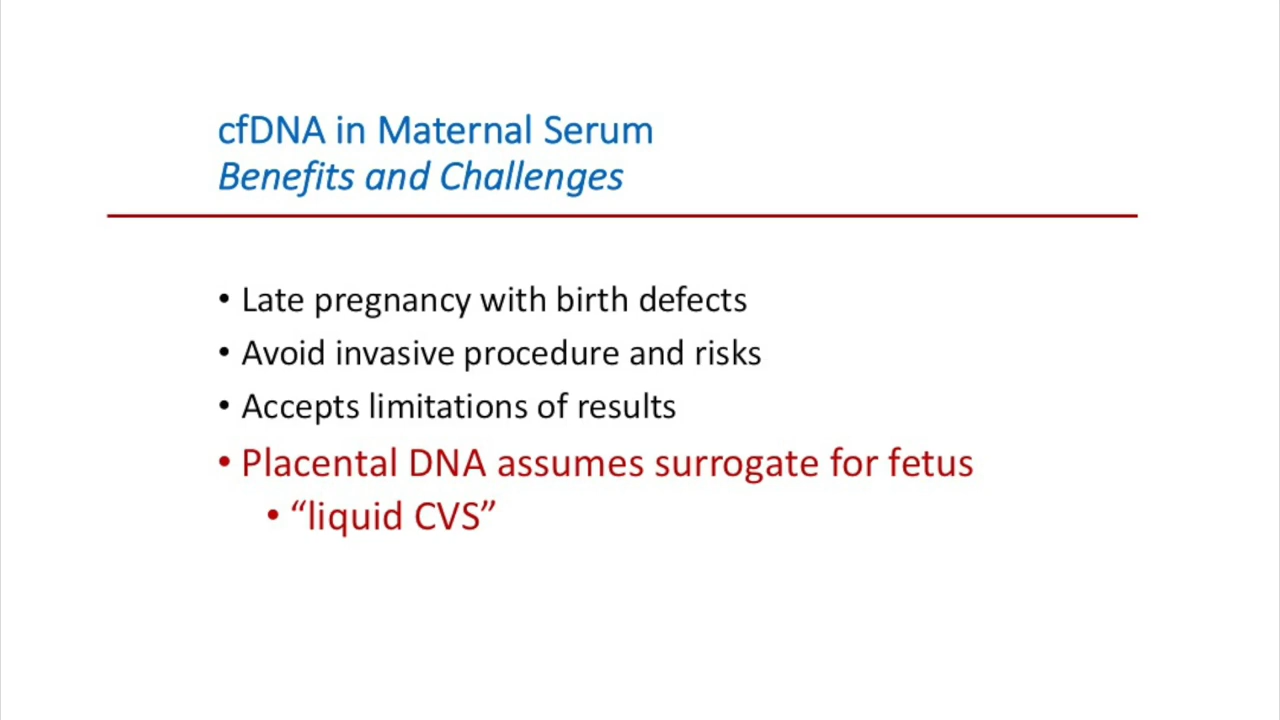 cfDNA in Maternal Serum
Benefits and Challenges
• Late pregnancy with birth defects
• Avoid invasive procedure and risks
• Accepts limitations of results
• Placental DNA assumes surrogate for fetus
• “liquid CVS”